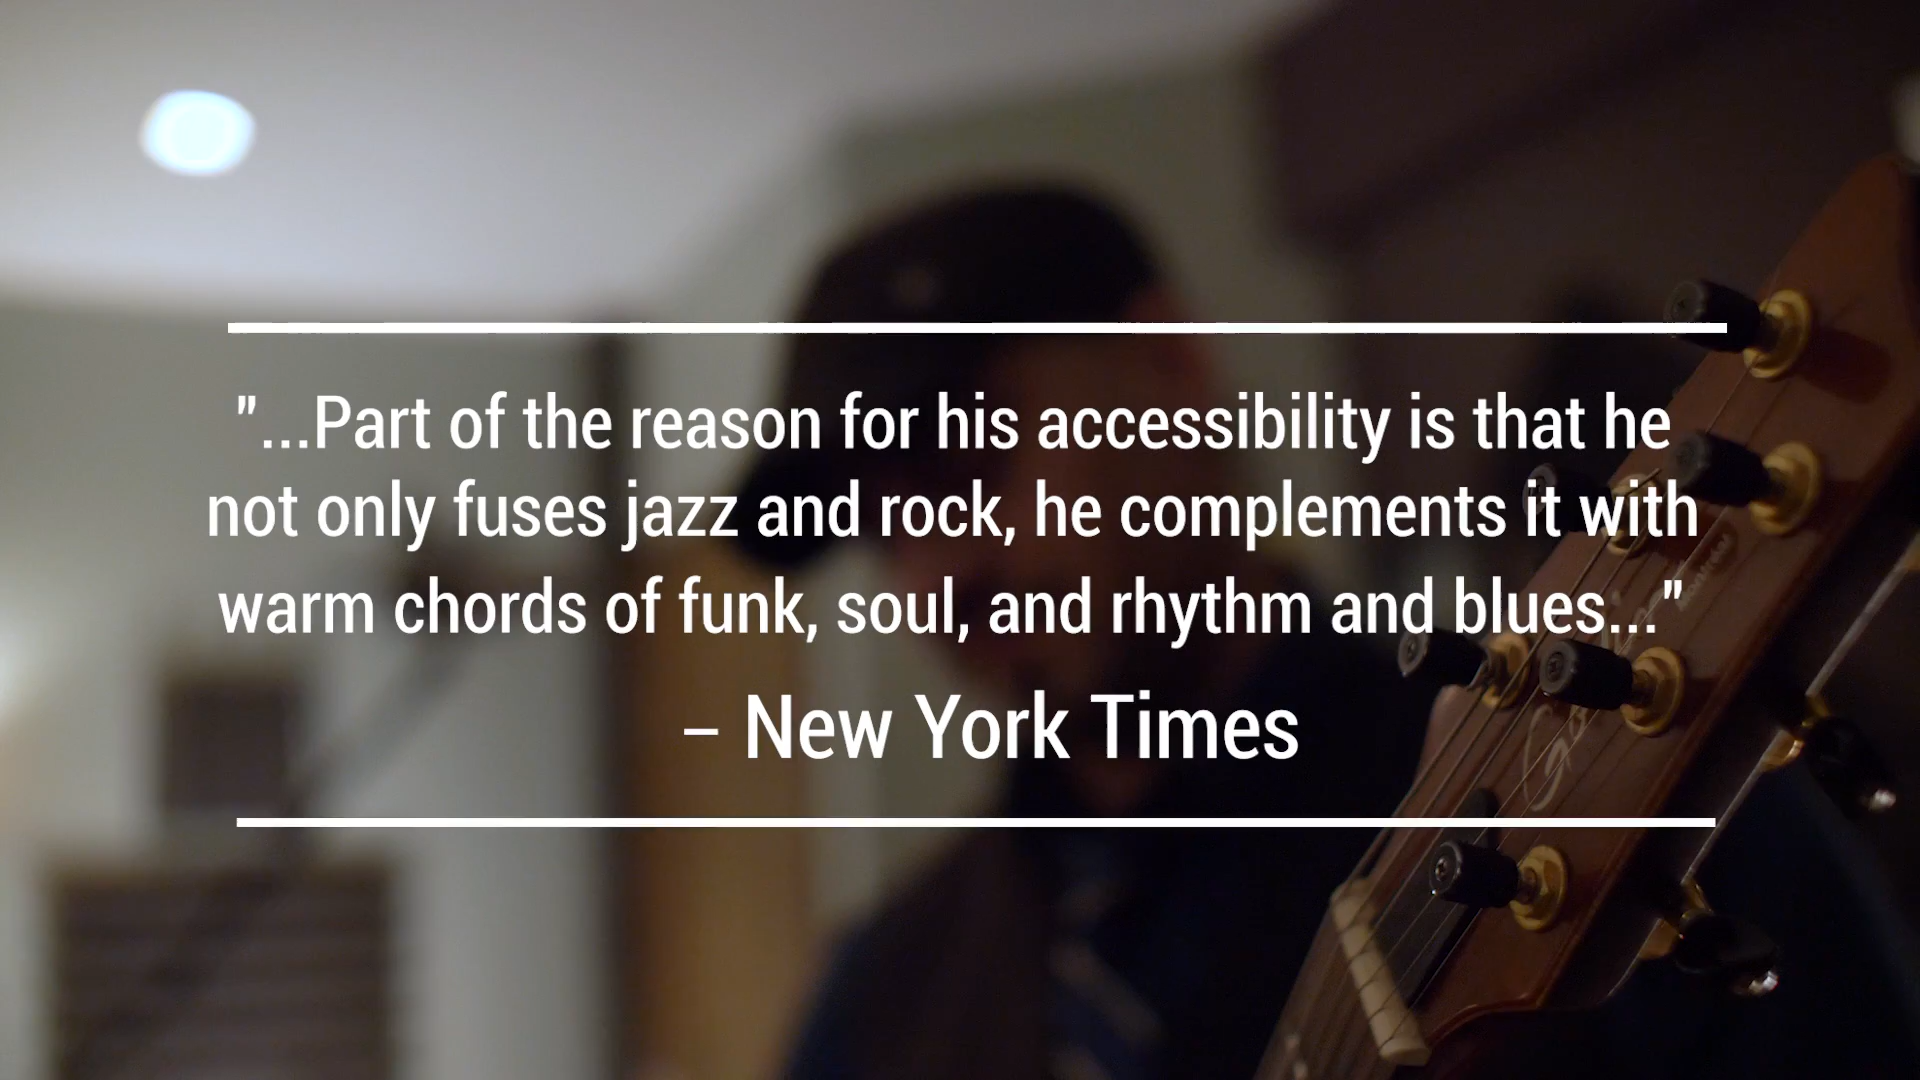 "...Part of the reason for his accessibility is that he
not only fuses jazz and rock, he complements it with
warm chords of funk, soul, and rhythm and blues..."
– New York Times